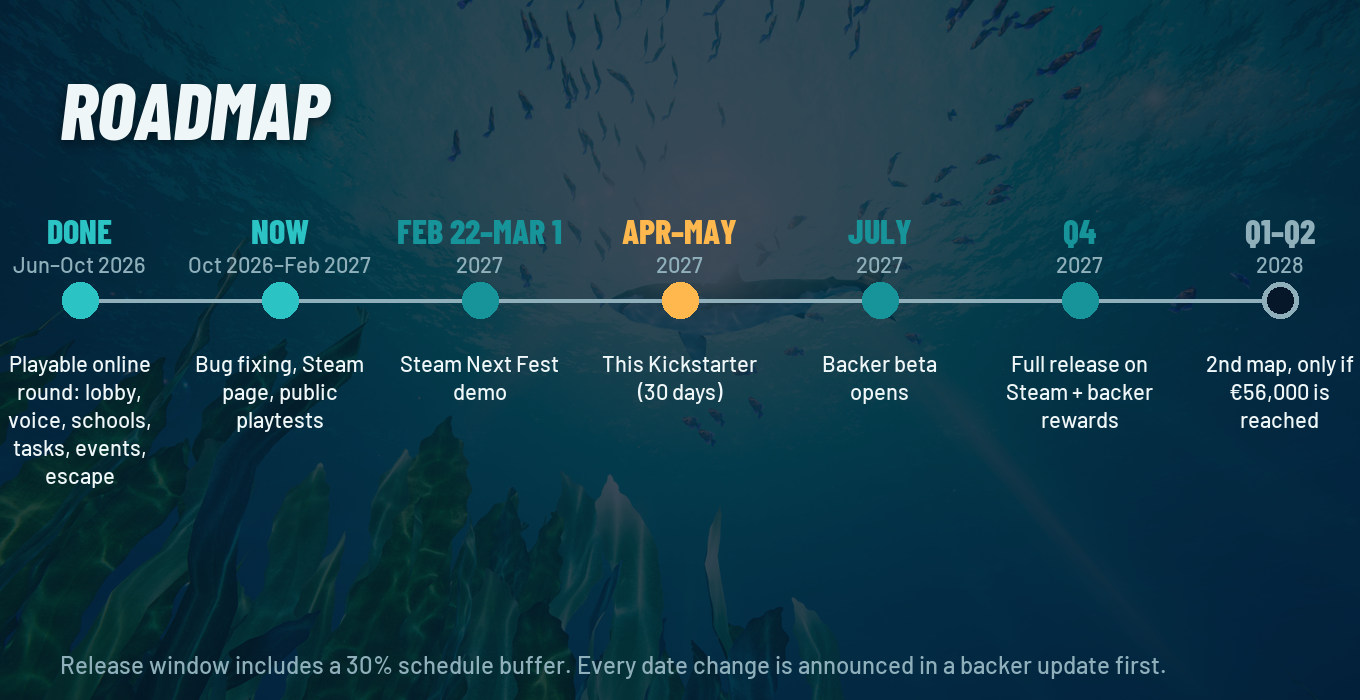 ROADMAP
DONE
Jun–Oct 2026
Playable online
round: lobby,
voice, schools,
tasks, events,
escape
NOW
Oct 2026–Feb 2027
Bug fixing, Steam
page, public
playtests
FEB 22–MAR 1
2027
Steam Next Fest
demo
APR–MAY
2027
This Kickstarter
(30 days)
JULY
2027
Backer beta
opens
Q4
2027
Full release on
Steam + backer
rewards
Q1–Q2
2028
2nd map, only if
€56,000 is
reached
Release window includes a 30% schedule buffer. Every date change is announced in a backer update first.